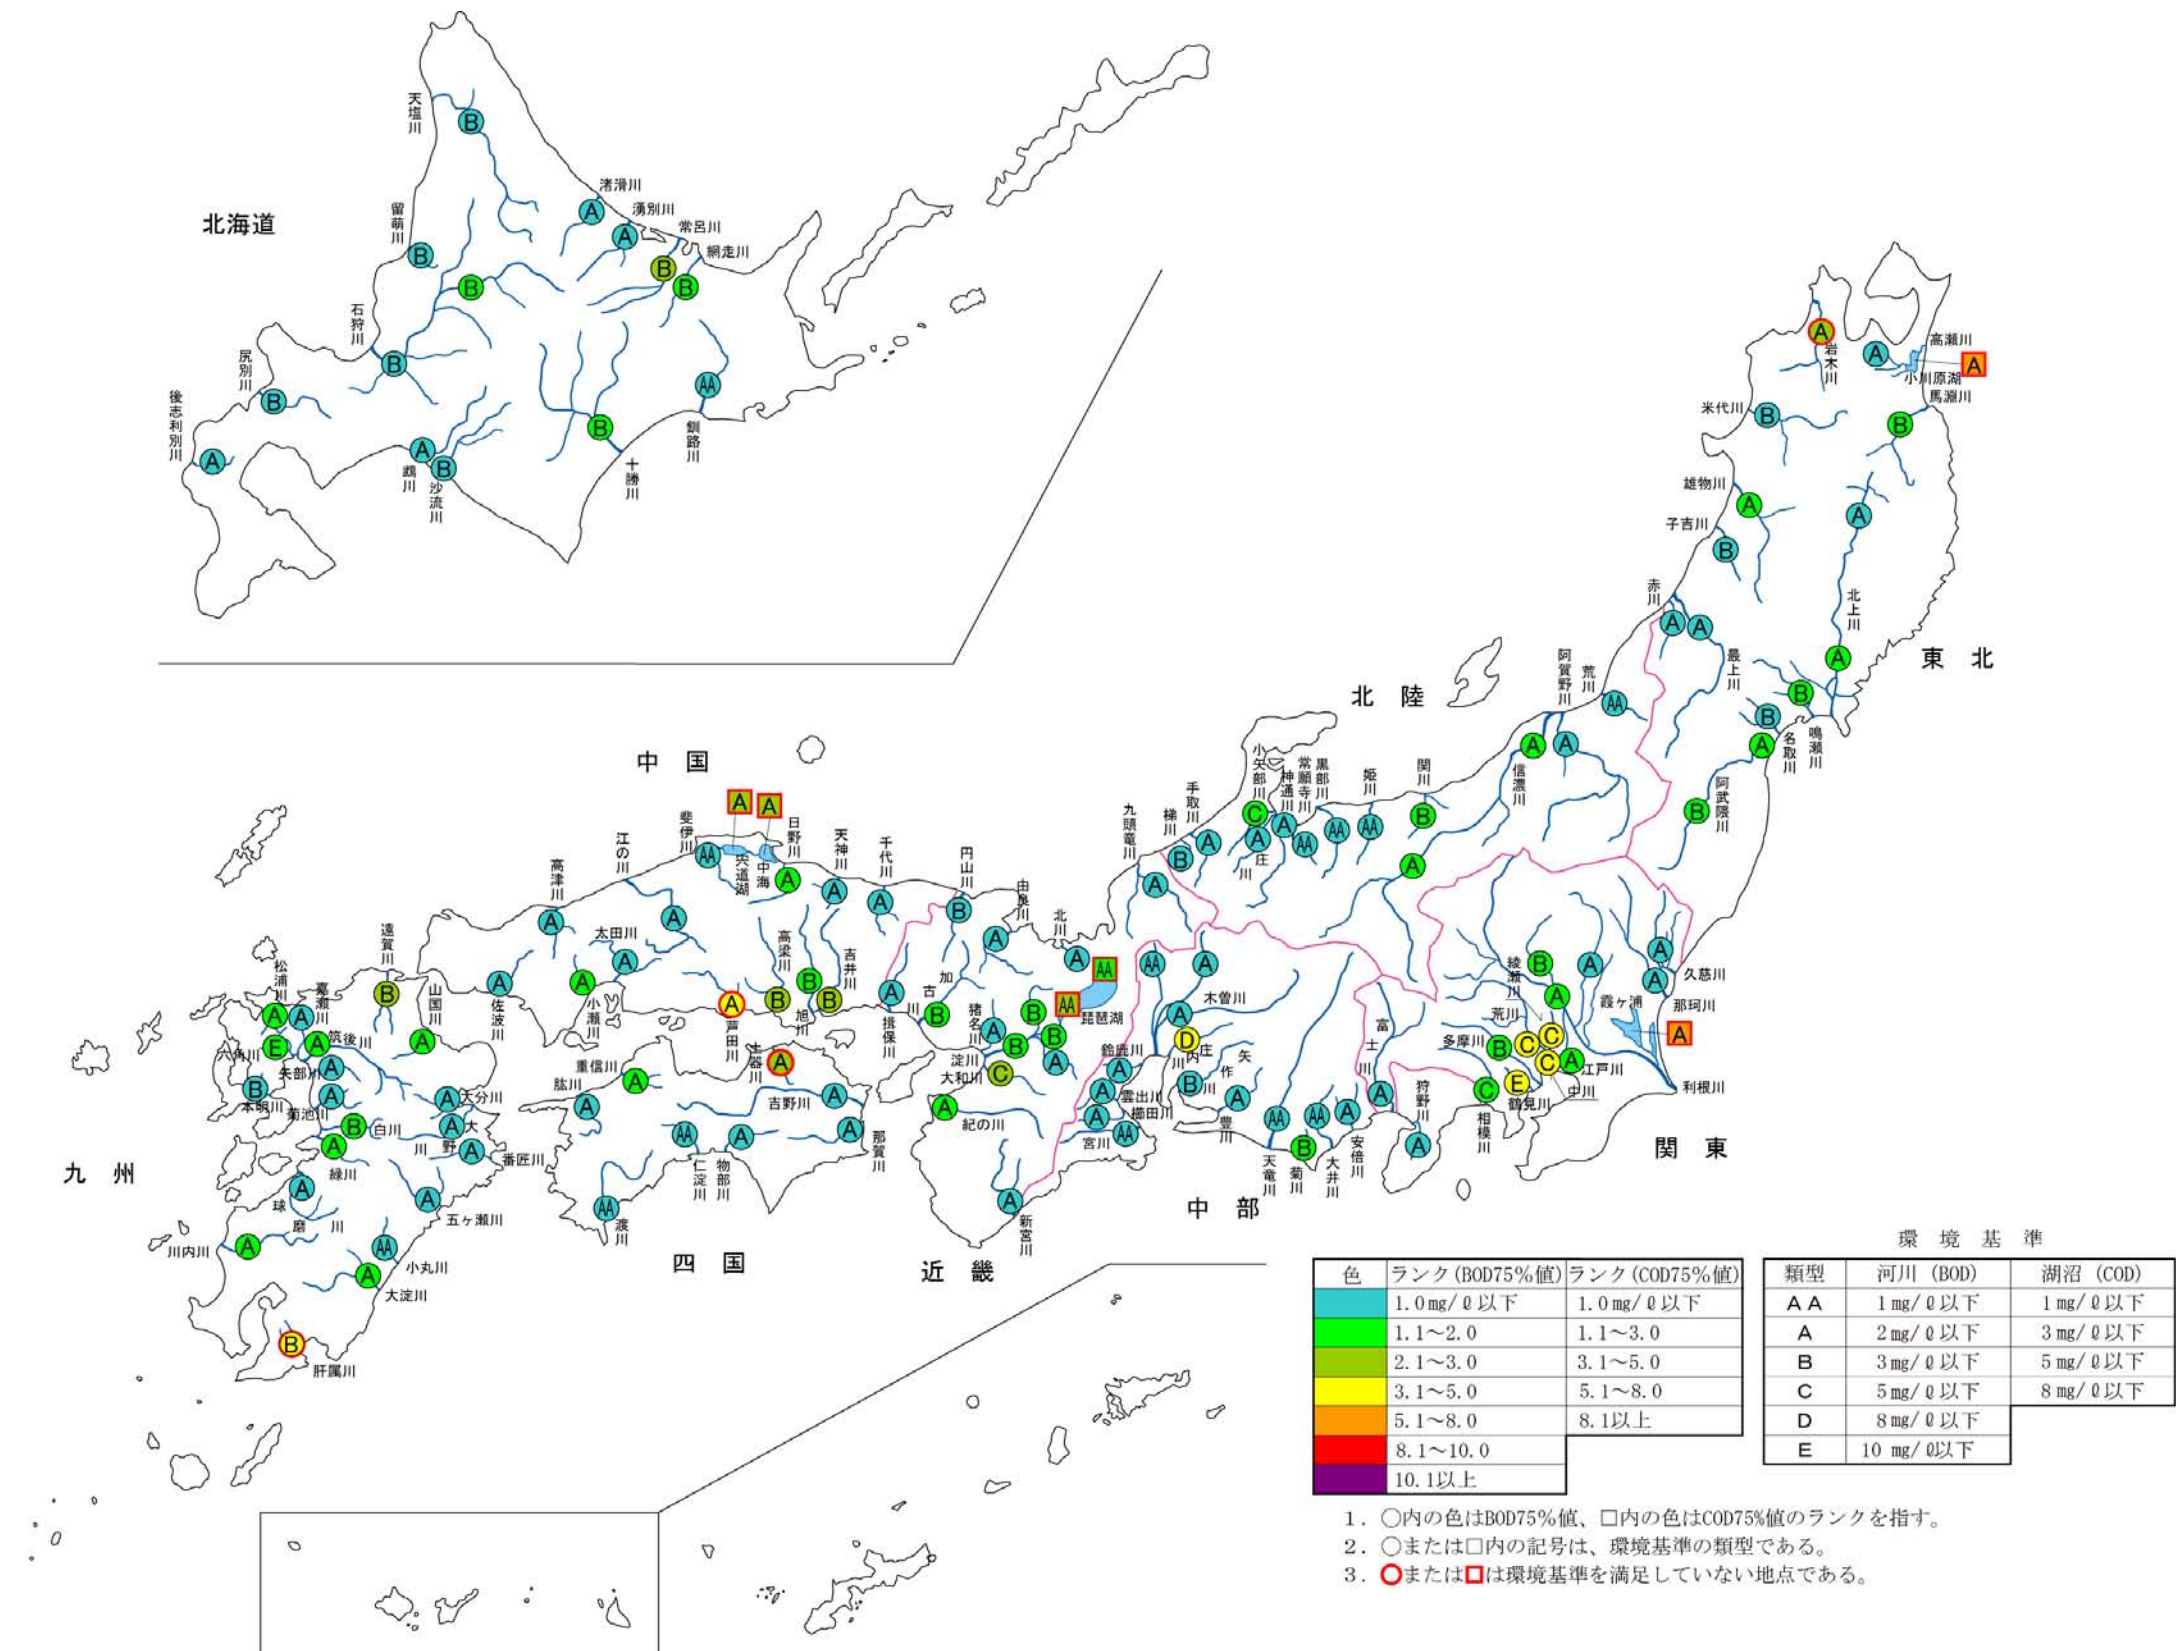 北海道
天塩川
B
渚滑川
A
湧別川
A
留萌川
B
常呂川
B
網走川
B
B
石狩川
B
尻別川
B
後志利別川
A
鵡川
A
沙流川
B
十勝川
B
釧路川
AA
東 北
岩木川
A
高瀬川
A
小川原湖
A
馬淵川
B
米代川
B
雄物川
A
子吉川
B
北上川
A
A
赤川
A
最上川
A
鳴瀬川
B
名取川
B
阿武隈川
A
B
北 陸
荒川
AA
阿賀野川
A
信濃川
A
A
関川
B
姫川
AA
黒部川
AA
常願寺川
AA
神通川
A
小矢部川
C
庄川
A
手取川
A
梯川
B
九頭竜川
A
関 東
久慈川
A
那珂川
A
霞ヶ浦
A
利根川
A
B
A
綾瀬川
C
荒川
C
中川
C
江戸川
A
多摩川
B
鶴見川
E
相模川
C
中 部
狩野川
A
富士川
A
安倍川
A
大井川
AA
菊川
B
天竜川
AA
豊川
A
矢作川
B
庄内川
D
木曽川
A
A
AA
鈴鹿川
A
雲出川
A
櫛田川
A
宮川
AA
近 畿
新宮川
A
紀の川
A
大和川
C
淀川
B
B
B
A
猪名川
A
琵琶湖
AA
AA
北川
A
由良川
A
円山川
B
加古川
B
揖保川
A
中 国
千代川
A
天神川
A
日野川
A
中海
A
宍道湖
A
斐伊川
AA
江の川
A
高津川
A
吉井川
B
旭川
B
高梁川
B
芦田川
A
太田川
A
小瀬川
A
佐波川
A
四 国
土器川
A
重信川
A
肱川
A
吉野川
A
那賀川
A
物部川
A
仁淀川
AA
渡川
AA
九 州
遠賀川
B
山国川
A
松浦川
A
嘉瀬川
A
六角川
E
筑後川
A
矢部川
A
本明川
B
菊池川
A
白川
B
緑川
A
大分川
A
大野川
A
番匠川
A
五ヶ瀬川
A
球磨川
A
川内川
A
小丸川
AA
大淀川
A
肝属川
B
色 ランク(BOD75%値) ランク(COD75%値)
1.0mg/ℓ以下 1.0mg/ℓ以下
1.1～2.0 1.1～3.0
2.1～3.0 3.1～5.0
3.1～5.0 5.1～8.0
5.1～8.0 8.1以上
8.1～10.0
10.1以上
環 境 基 準
類型 河川 (BOD) 湖沼 (COD)
AA 1mg/ℓ以下 1mg/ℓ以下
A 2mg/ℓ以下 3mg/ℓ以下
B 3mg/ℓ以下 5mg/ℓ以下
C 5mg/ℓ以下 8mg/ℓ以下
D 8mg/ℓ以下
E 10 mg/ℓ以下
1．○内の色はBOD75%値、□内の色はCOD75%値のランクを指す。
2．○または□内の記号は、環境基準の類型である。
3．○または□は環境基準を満足していない地点である。